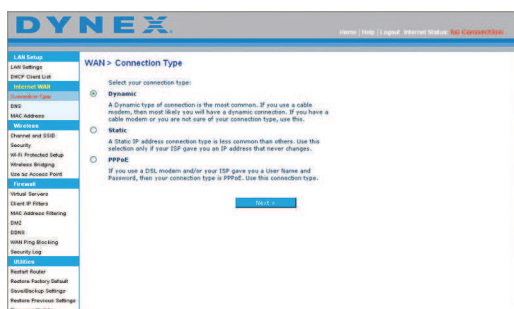 DYNEX
Home | Help | Logout Internet Status: No Connection
LAN Setup
LAN Settings
DHCP Client List
Internet WAN
Connection Type
DNS
MAC Address
Wireless
Channel and SSID
Security
Wi-Fi Protected Setup
Wireless Bridging
Use as Access Point
Firewall
Virtual Servers
Client IP Filters
MAC Address Filtering
DMZ
DDNS
WAN Ping Blocking
Security Log
Utilities
Restart Router
Restore Factory Default
Save/Backup Settings
Restore Previous Settings
WAN > Connection Type
Select your connection type:
Dynamic
A Dynamic type of connection is the most common. If you use a cable
modem, then most likely you will have a dynamic connection. If you have a
cable modem or you are not sure of your connection type, use this.
Static
A Static IP address connection type is less common than others. Use this
selection only if your ISP gave you an IP address that never changes.
PPPoE
If you use a DSL modem and/or your ISP gave you a User Name and
Password, then your connection type is PPPoE. Use this connection type.
Next >